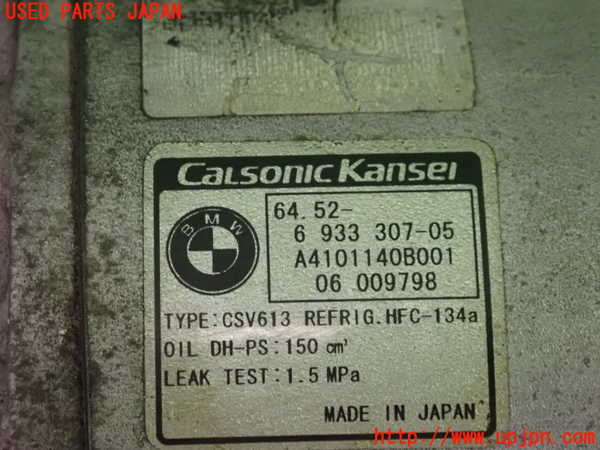 USED PARTS JAPAN
CALSONIC KANSEI
BMW
64.52-
6 933 307-05
A4101140B001
06 009798
TYPE:CSV613 REFRIG.HFC-134a
OIL DH-PS:150 cm³
LEAK TEST:1.5 MPa
MADE IN JAPAN
http://www.upjpn.com/